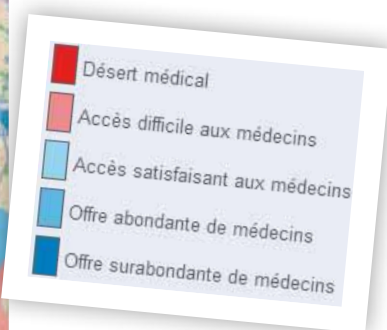 Désert médical
Accès difficile aux médecins
Accès satisfaisant aux médecins
Offre abondante de médecins
Offre surabondante de médecins